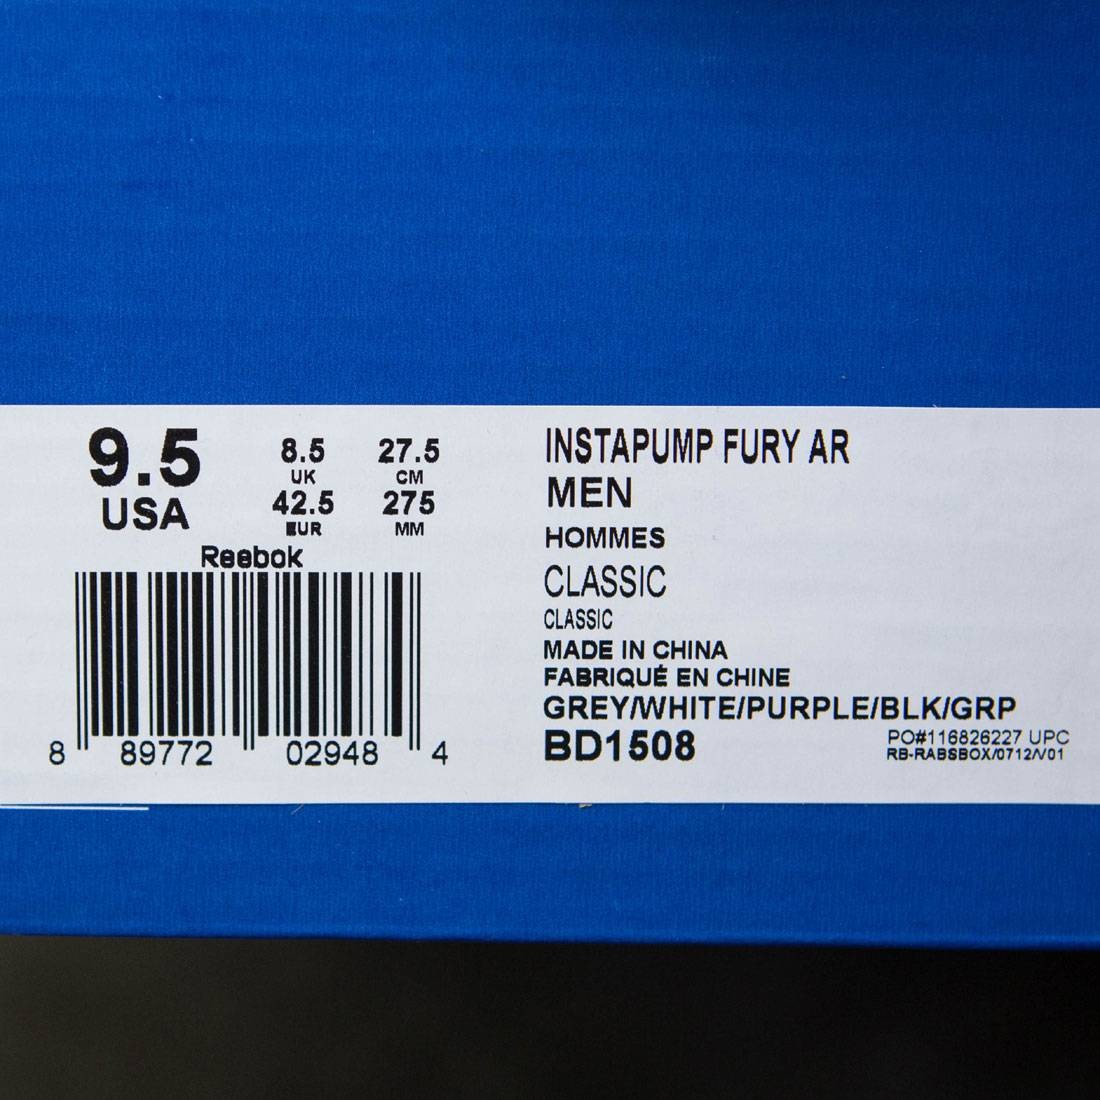 9.5
USA
8.5
UK
27.5
CM
42.5
EUR
275
MM
Reebok
8 89772 02948 4
INSTAPUMP FURY AR
MEN
HOMMES
CLASSIC
CLASSIC
MADE IN CHINA
FABRIQUÉ EN CHINE
GREY/WHITE/PURPLE/BLK/GRP
BD1508
PO#116826227 UPC
RB-RABSBOX/0712/V01